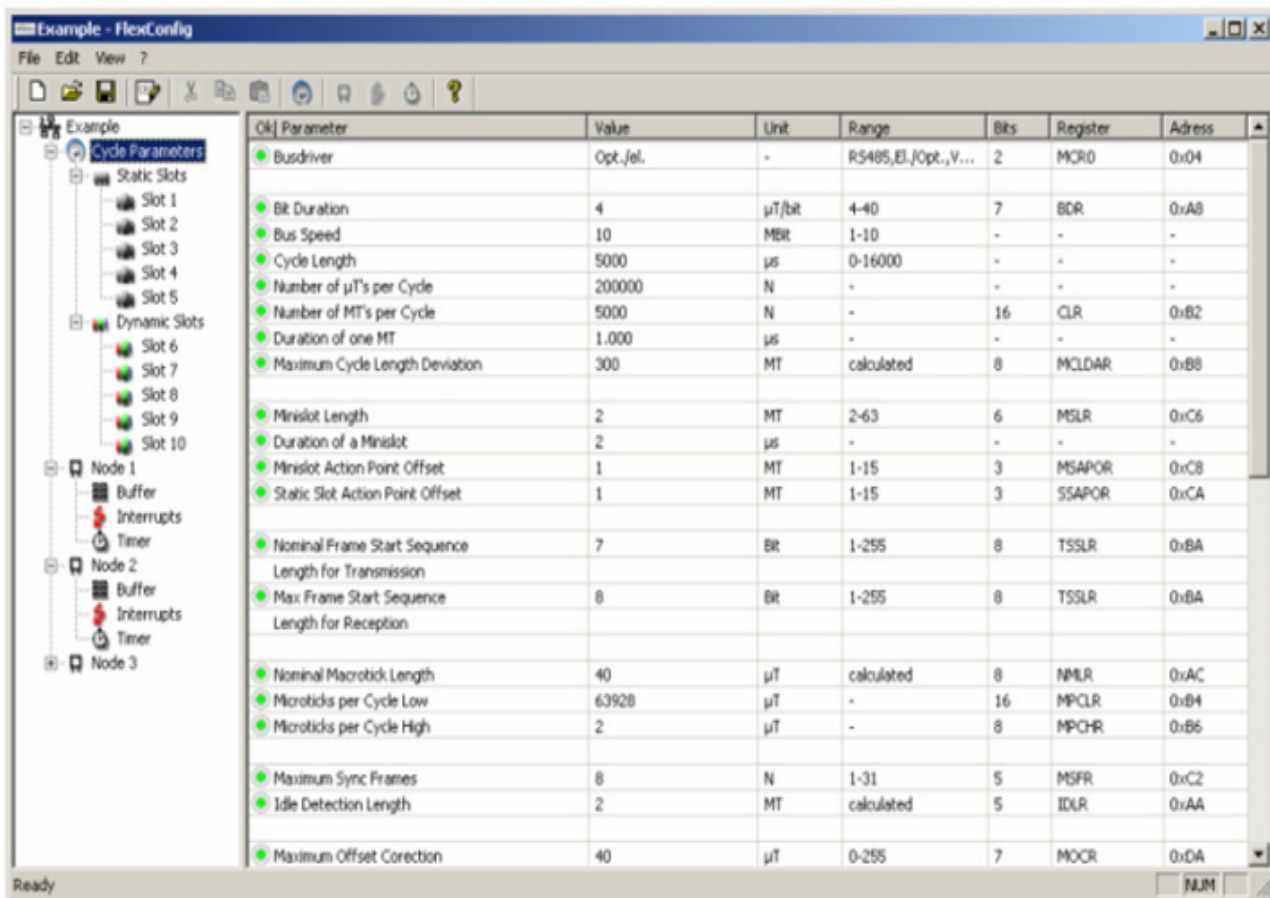 Example - FlexConfig
File Edit View ?
Example
Cycle Parameters
Static Slots
Slot 1
Slot 2
Slot 3
Slot 4
Slot 5
Dynamic Slots
Slot 6
Slot 7
Slot 8
Slot 9
Slot 10
Node 1
Buffer
Interrupts
Timer
Node 2
Buffer
Interrupts
Timer
Node 3
Ok| Parameter Value Unit Range Bits Register Adress
Busdriver Opt./el. - RS485,El./Opt.,V... 2 MCR0 0x04
Bit Duration 4 µT/bit 4-40 7 BDR 0xA8
Bus Speed 10 MBit 1-10 - - -
Cycle Length 5000 µs 0-16000 - - -
Number of µT's per Cycle 200000 N - - - -
Number of MT's per Cycle 5000 N - 16 CLR 0xB2
Duration of one MT 1.000 µs - - - -
Maximum Cycle Length Deviation 300 MT calculated 8 MCLDAR 0xB8
Minislot Length 2 MT 2-63 6 MSLR 0xC6
Duration of a Minislot 2 µs - - - -
Minislot Action Point Offset 1 MT 1-15 3 MSAPOR 0xC8
Static Slot Action Point Offset 1 MT 1-15 3 SSAPOR 0xCA
Nominal Frame Start Sequence 7 Bit 1-255 8 TSSLR 0xBA
Length for Transmission
Max Frame Start Sequence 8 Bit 1-255 8 TSSLR 0xBA
Length for Reception
Nominal Macrotick Length 40 µT calculated 8 NMLR 0xAC
Microticks per Cycle Low 63928 µT - 16 MPCLR 0xB4
Microticks per Cycle High 2 µT - 8 MPCHR 0xB6
Maximum Sync Frames 8 N 1-31 5 MSFR 0xC2
Idle Detection Length 2 MT calculated 5 IDLR 0xAA
Maximum Offset Corection 40 µT 0-255 7 MOCR 0xDA
Ready NUM